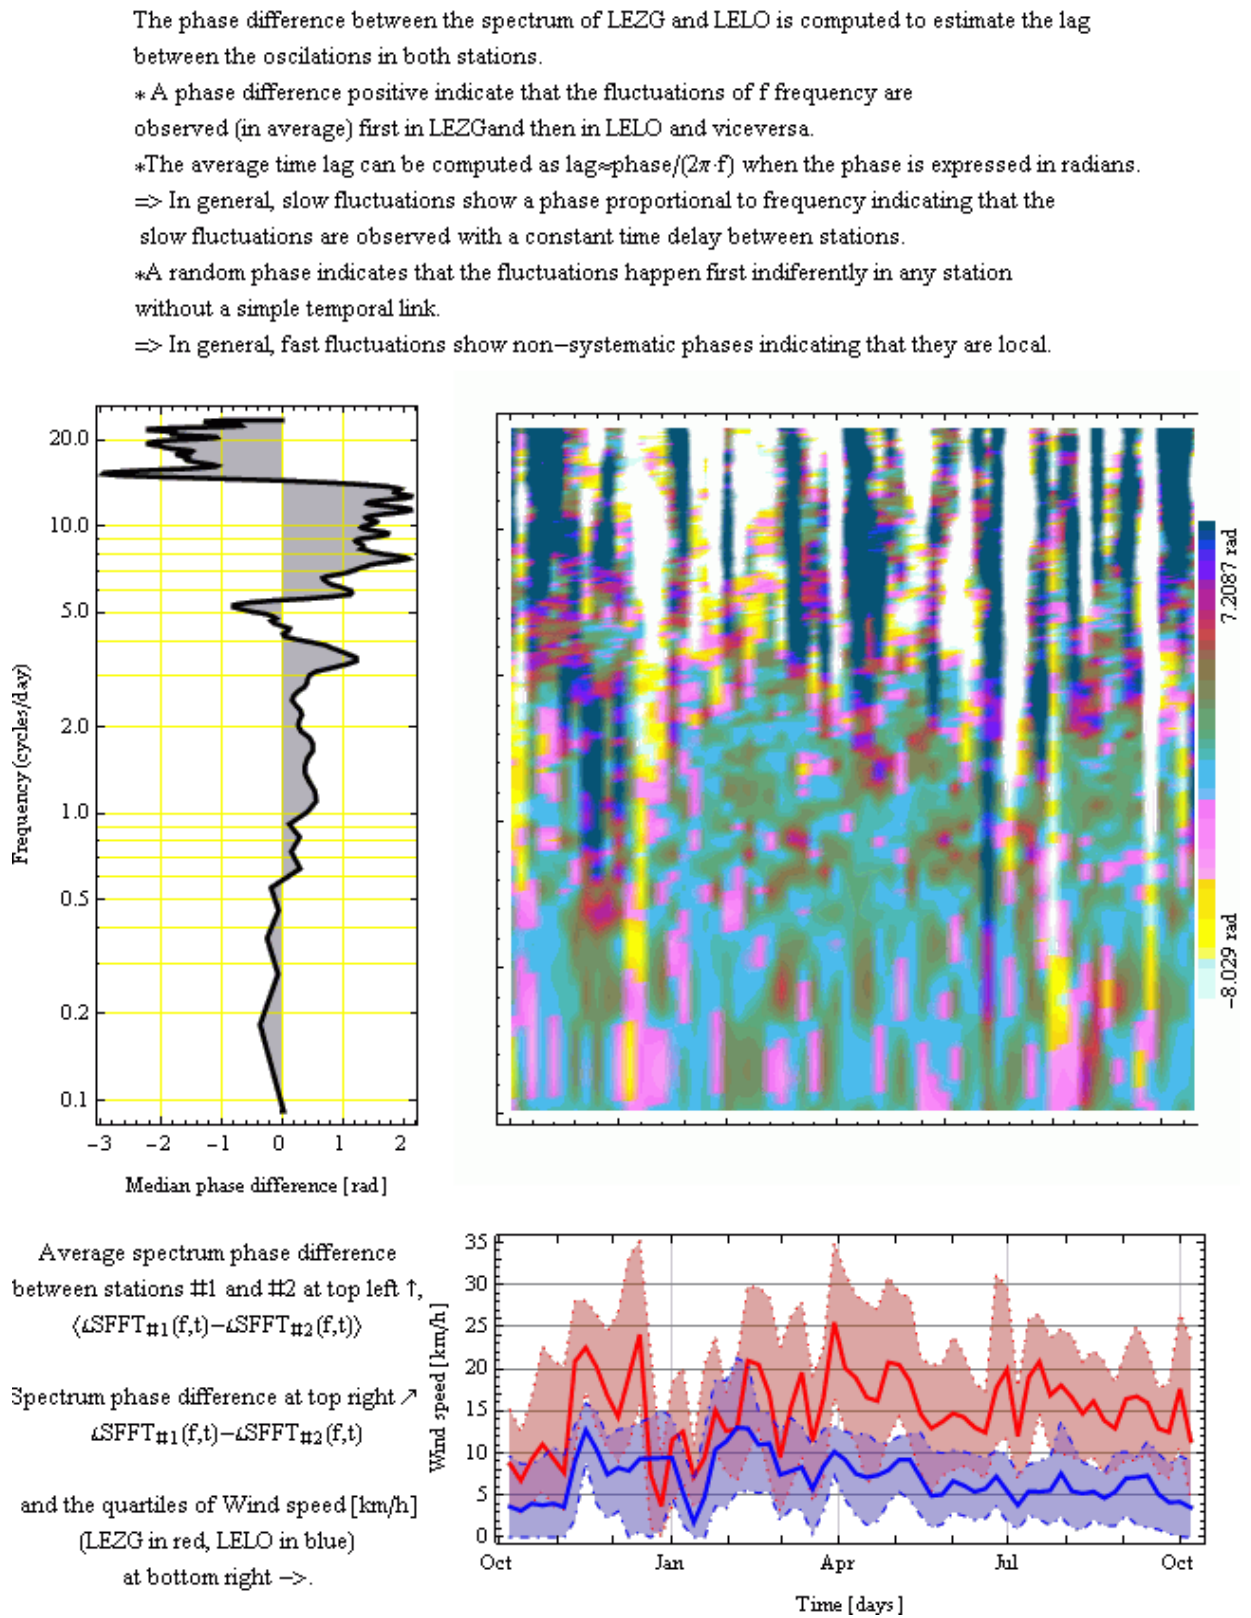 The phase difference between the spectrum of LEZG and LELO is computed to estimate the lag
between the oscilations in both stations.
* A phase difference positive indicate that the fluctuations of f frequency are
observed (in average) first in LEZGand then in LELO and viceversa.
*The average time lag can be computed as lag≈phase/(2π·f) when the phase is expressed in radians.
=> In general, slow fluctuations show a phase proportional to frequency indicating that the
slow fluctuations are observed with a constant time delay between stations.
*A random phase indicates that the fluctuations happen first indiferently in any station
without a simple temporal link.
=> In general, fast fluctuations show non−systematic phases indicating that they are local.
20.0
10.0
5.0
2.0
1.0
0.5
0.2
0.1
Frequency (cycles/day)
−3 −2 −1 0 1 2
Median phase difference [rad]
7.2087 rad
−8.029 rad
Average spectrum phase difference
between stations #1 and #2 at top left ↑,
⟨∠SFFT#1(f,t)−∠SFFT#2(f,t)⟩
Spectrum phase difference at top right ↗
∠SFFT#1(f,t)−∠SFFT#2(f,t)
and the quartiles of Wind speed [km/h]
(LEZG in red, LELO in blue)
at bottom right −>.
Wind speed [km/h]
35
30
25
20
15
10
5
0
Oct Jan Apr Jul Oct
Time [days]